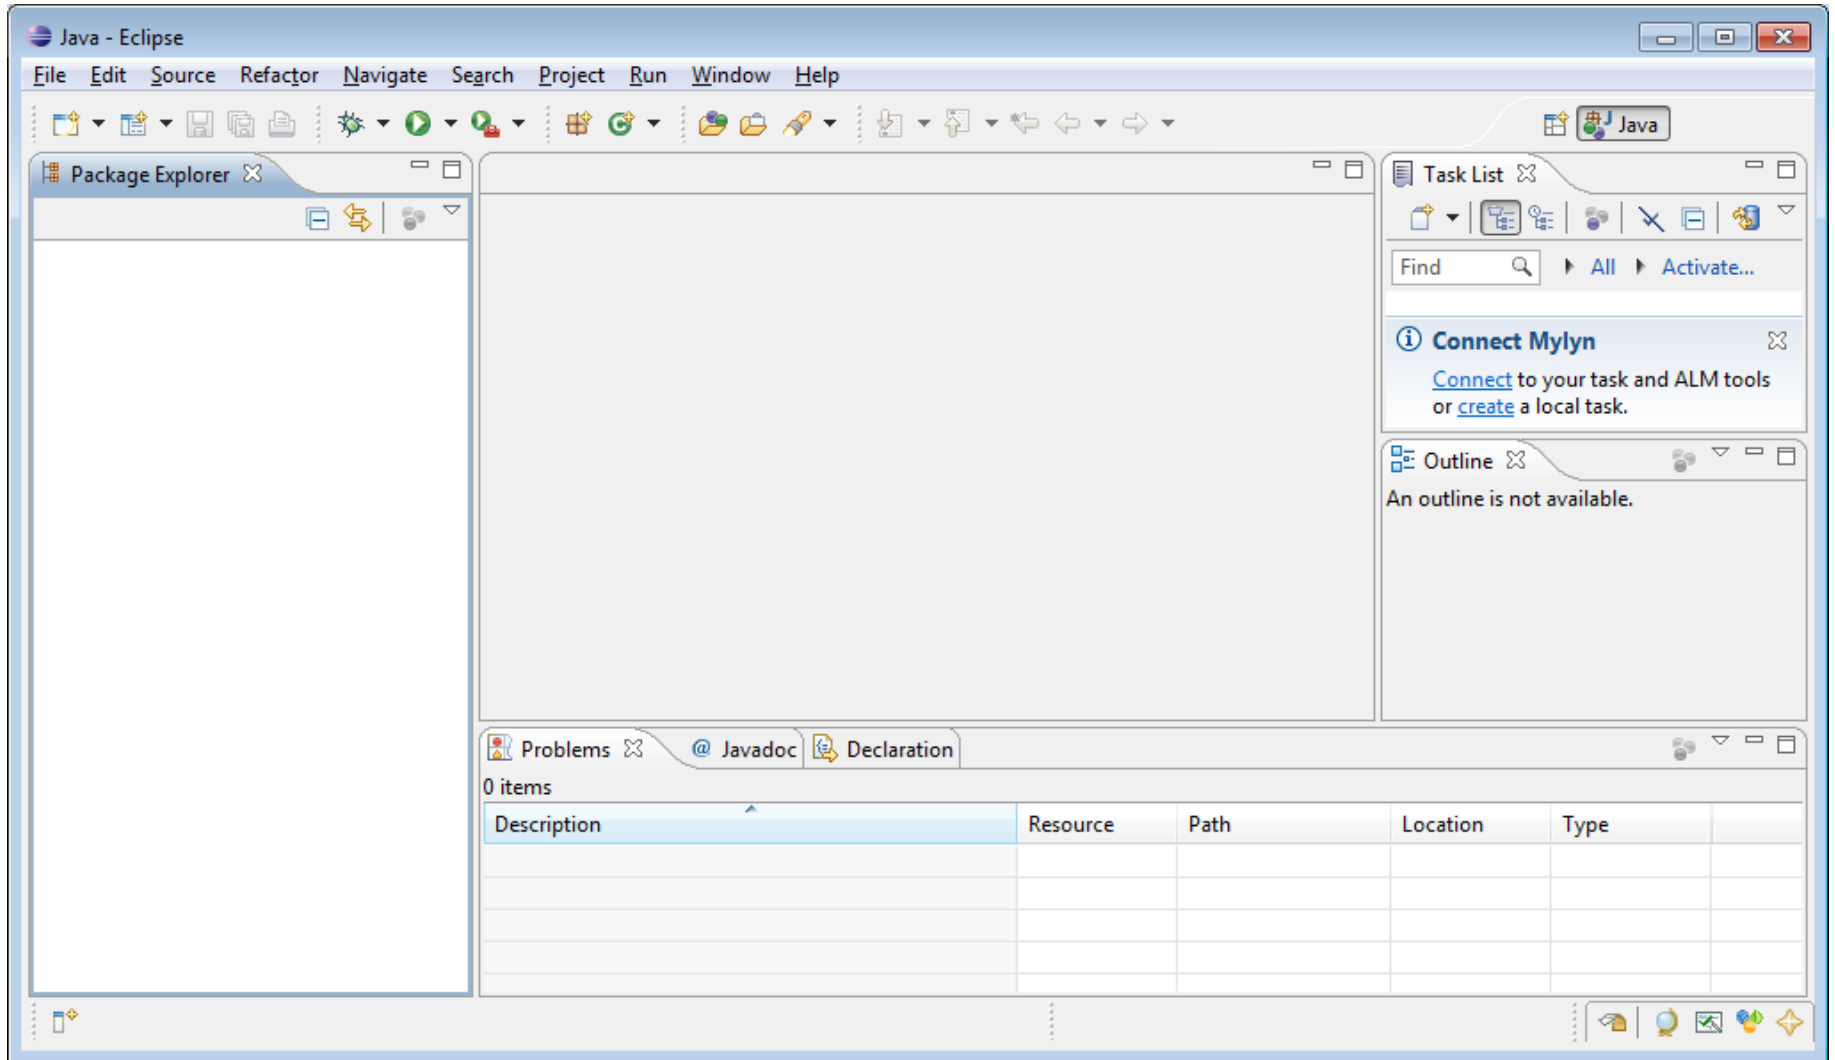 Java - Eclipse
File Edit Source Refactor Navigate Search Project Run Window Help
Java
Package Explorer
Task List
Find All Activate...
Connect Mylyn
Connect to your task and ALM tools
or create a local task.
Outline
An outline is not available.
Problems @ Javadoc Declaration
0 items
Description Resource Path Location Type